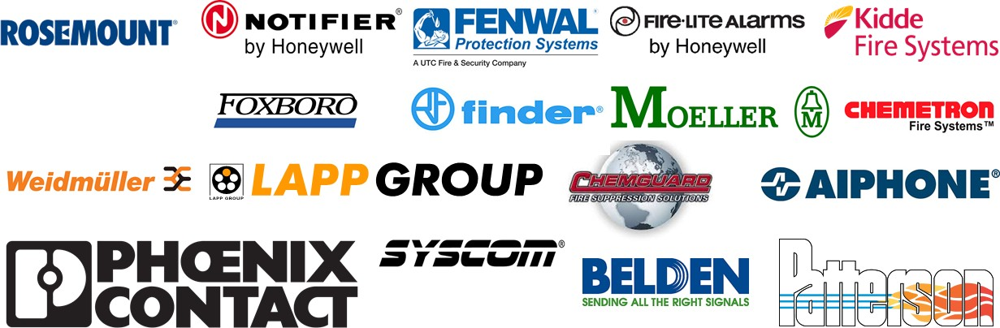 ROSEMOUNT®
NOTIFIER®
by Honeywell
FENWAL®
Protection Systems
A UTC Fire & Security Company
FIRE-LITE ALARMS
by Honeywell
Kidde
Fire Systems
FOXBORO
finder®
MOELLER
M
CHEMETRON
Fire Systems™
Weidmüller
LAPP GROUP
LAPP GROUP
CHEMGUARD
FIRE SUPPRESSION SOLUTIONS
AIPHONE®
PHŒNIX
CONTACT
SYSCOM®
BELDEN
SENDING ALL THE RIGHT SIGNALS
Patterson